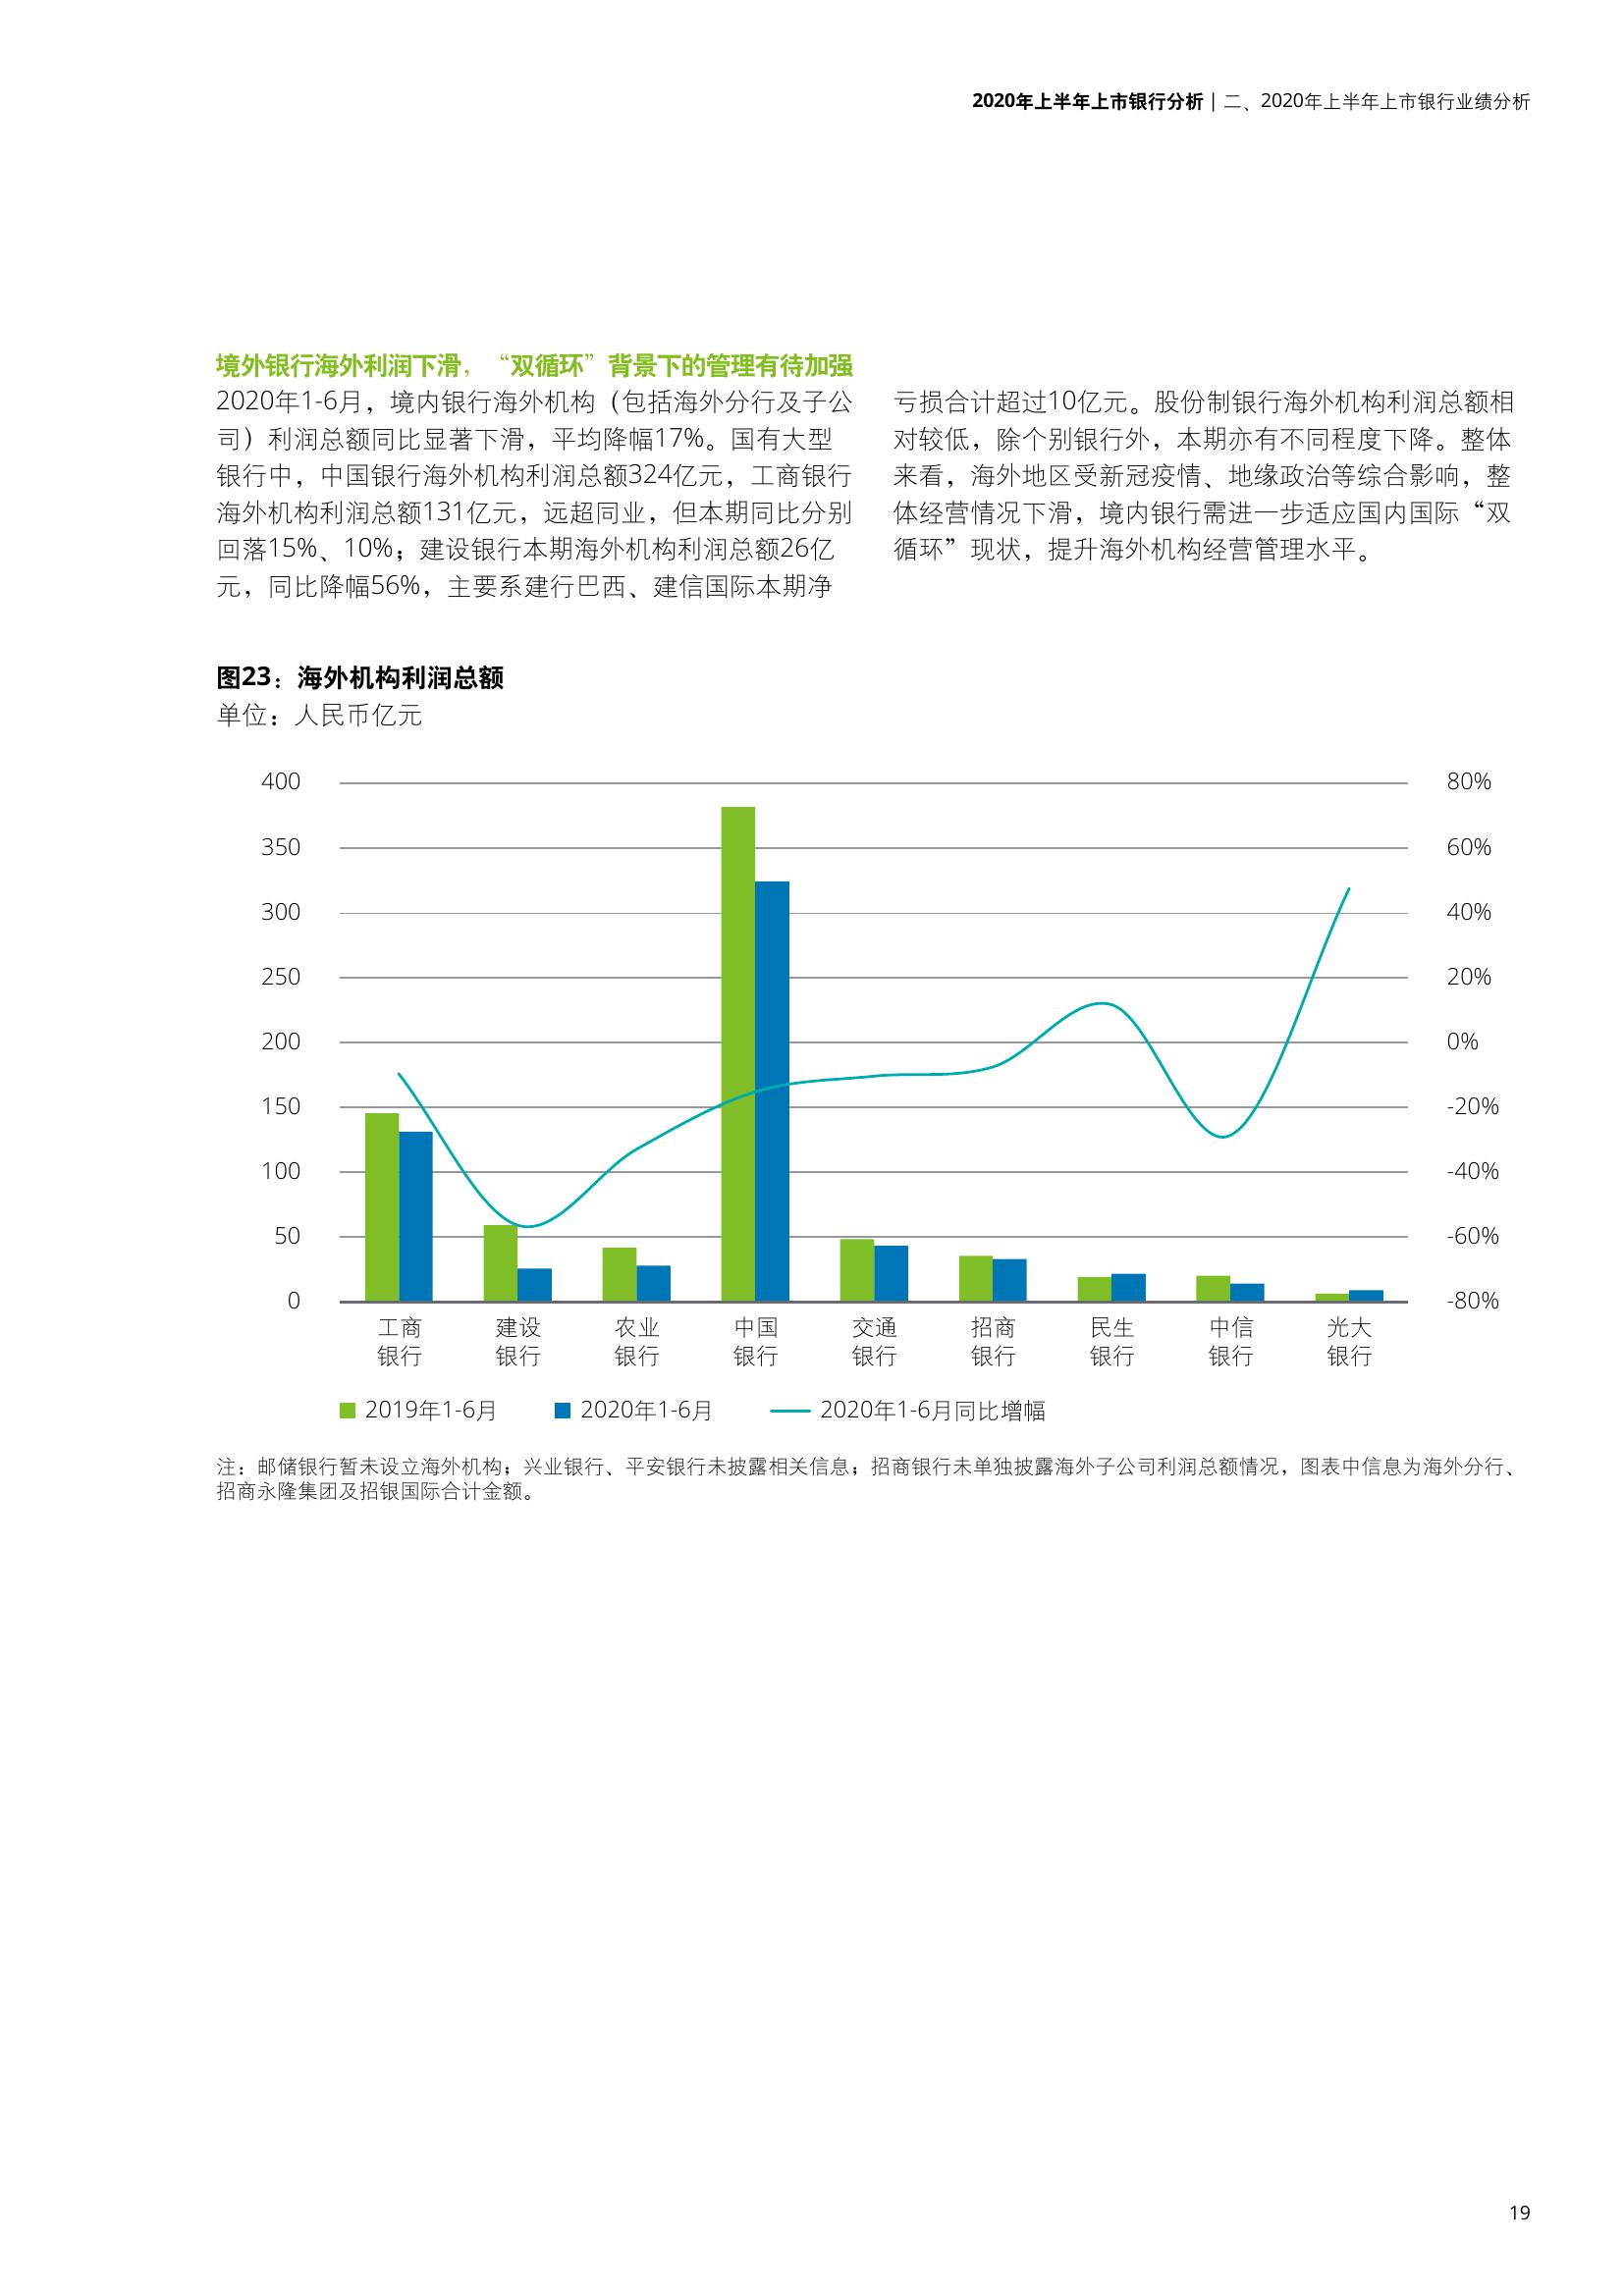 2020年上半年上市银行分析 | 二、2020年上半年上市银行业绩分析
境外银行海外利润下滑，“双循环”背景下的管理有待加强
2020年1-6月，境内银行海外机构（包括海外分行及子公
司）利润总额同比显著下滑，平均降幅17%。国有大型
银行中，中国银行海外机构利润总额324亿元，工商银行
海外机构利润总额131亿元，远超同业，但本期同比分别
回落15%、10%；建设银行本期海外机构利润总额26亿
元，同比降幅56%，主要系建行巴西、建信国际本期净
亏损合计超过10亿元。股份制银行海外机构利润总额相
对较低，除个别银行外，本期亦有不同程度下降。整体
来看，海外地区受新冠疫情、地缘政治等综合影响，整
体经营情况下滑，境内银行需进一步适应国内国际“双
循环”现状，提升海外机构经营管理水平。
图23：海外机构利润总额
单位：人民币亿元
400
350
300
250
200
150
100
50
0
80%
60%
40%
20%
0%
-20%
-40%
-60%
-80%
工商
银行
建设
银行
农业
银行
中国
银行
交通
银行
招商
银行
民生
银行
中信
银行
光大
银行
2019年1-6月
2020年1-6月
2020年1-6月同比增幅
注：邮储银行暂未设立海外机构；兴业银行、平安银行未披露相关信息；招商银行未单独披露海外子公司利润总额情况，图表中信息为海外分行、
招商永隆集团及招银国际合计金额。
19